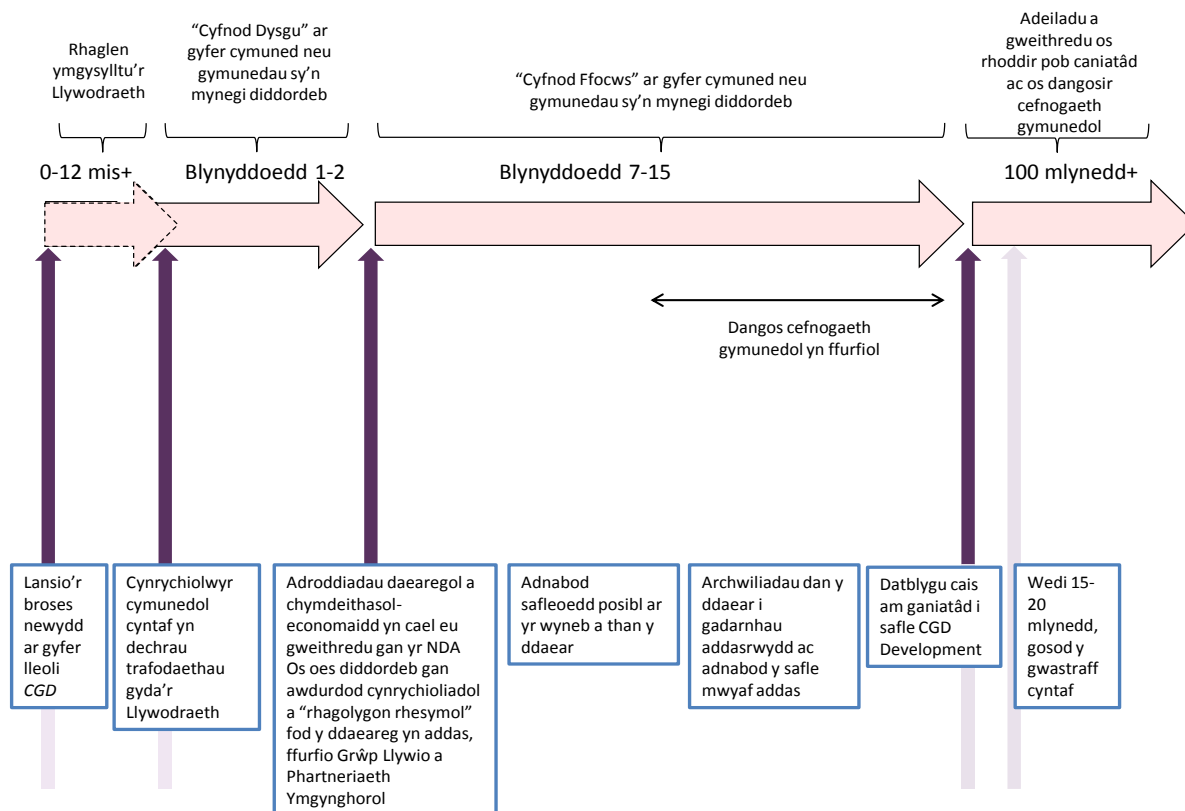 Rhaglen
ymgysylltu'r
Llywodraeth
“Cyfnod Dysgu” ar
gyfer cymuned neu
gymunedau sy’n
mynegi diddordeb
“Cyfnod Ffocws” ar gyfer cymuned neu
gymunedau sy’n mynegi diddordeb
Adeiladu a
gweithredu os
rhoddir pob caniatâd
ac os dangosir
cefnogaeth
gymunedol
0-12 mis+
Blynyddoedd 1-2
Blynyddoedd 7-15
100 mlynedd+
Dangos cefnogaeth
gymunedol yn ffurfiol
Lansio’r
broses
newydd
ar gyfer
lleoli
CGD
Cynrychiolwyr
cymunedol
cyntaf yn
dechrau
trafodaethau
gyda’r
Llywodraeth
Adroddiadau daearegol a
chymdeithasol-
economaidd yn cael eu
gweithredu gan yr NDA
Os oes diddordeb gan
awdurdod cynrychioliadol
a “rhagolygon rhesymol”
fod y ddaeareg yn addas,
ffurfio Grŵp Llywio a
Phartneriaeth
Ymgynghorol
Adnabod
safleoedd posibl ar
yr wyneb a than y
ddaear
Archwiliadau dan y
ddaear i
gadarnhau
addasrwydd ac
adnabod y safle
mwyaf addas
Datblygu cais
am ganiatâd i
safle CGD
Development
Wedi 15-
20
mlynedd,
gosod y
gwastraff
cyntaf